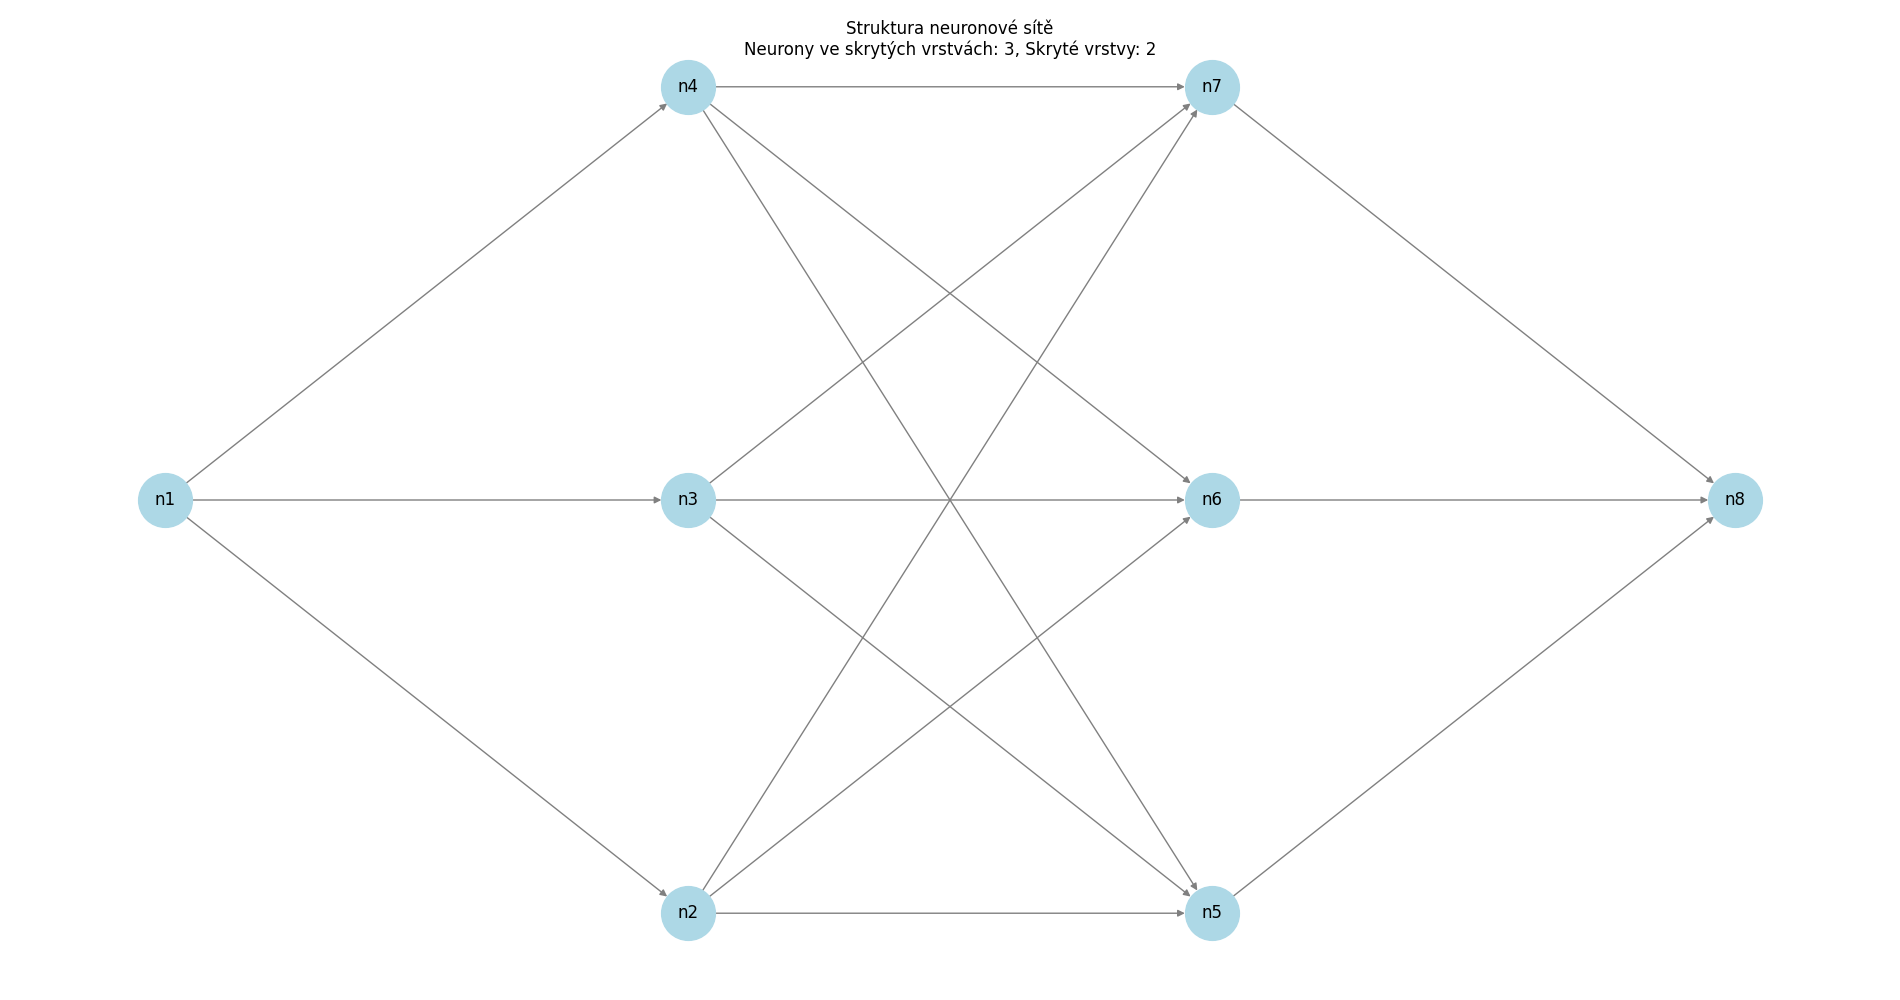 Struktura neuronové sítě
Neurony ve skrytých vrstvách: 3, Skryté vrstvy: 2
n4
n7
n1
n3
n6
n8
n2
n5